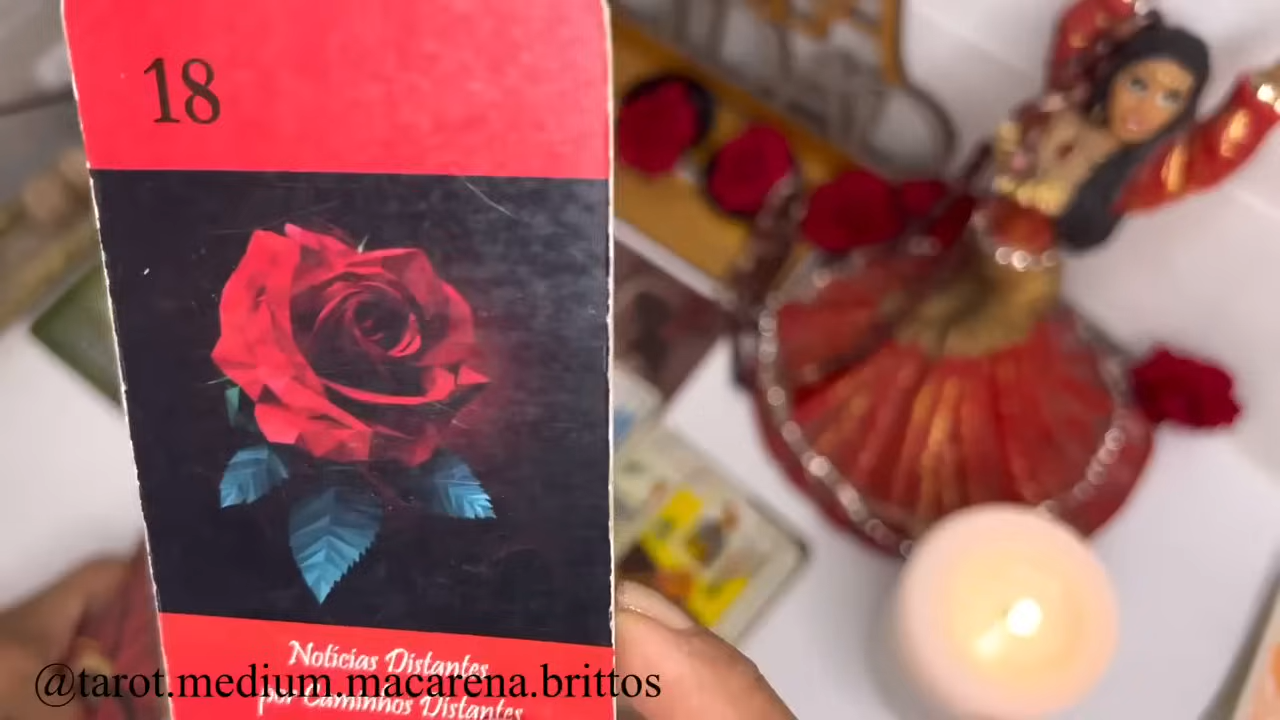 18
Notícias Distantes
por Caminhos Distantes
@tarot.medium.macarena.brittos